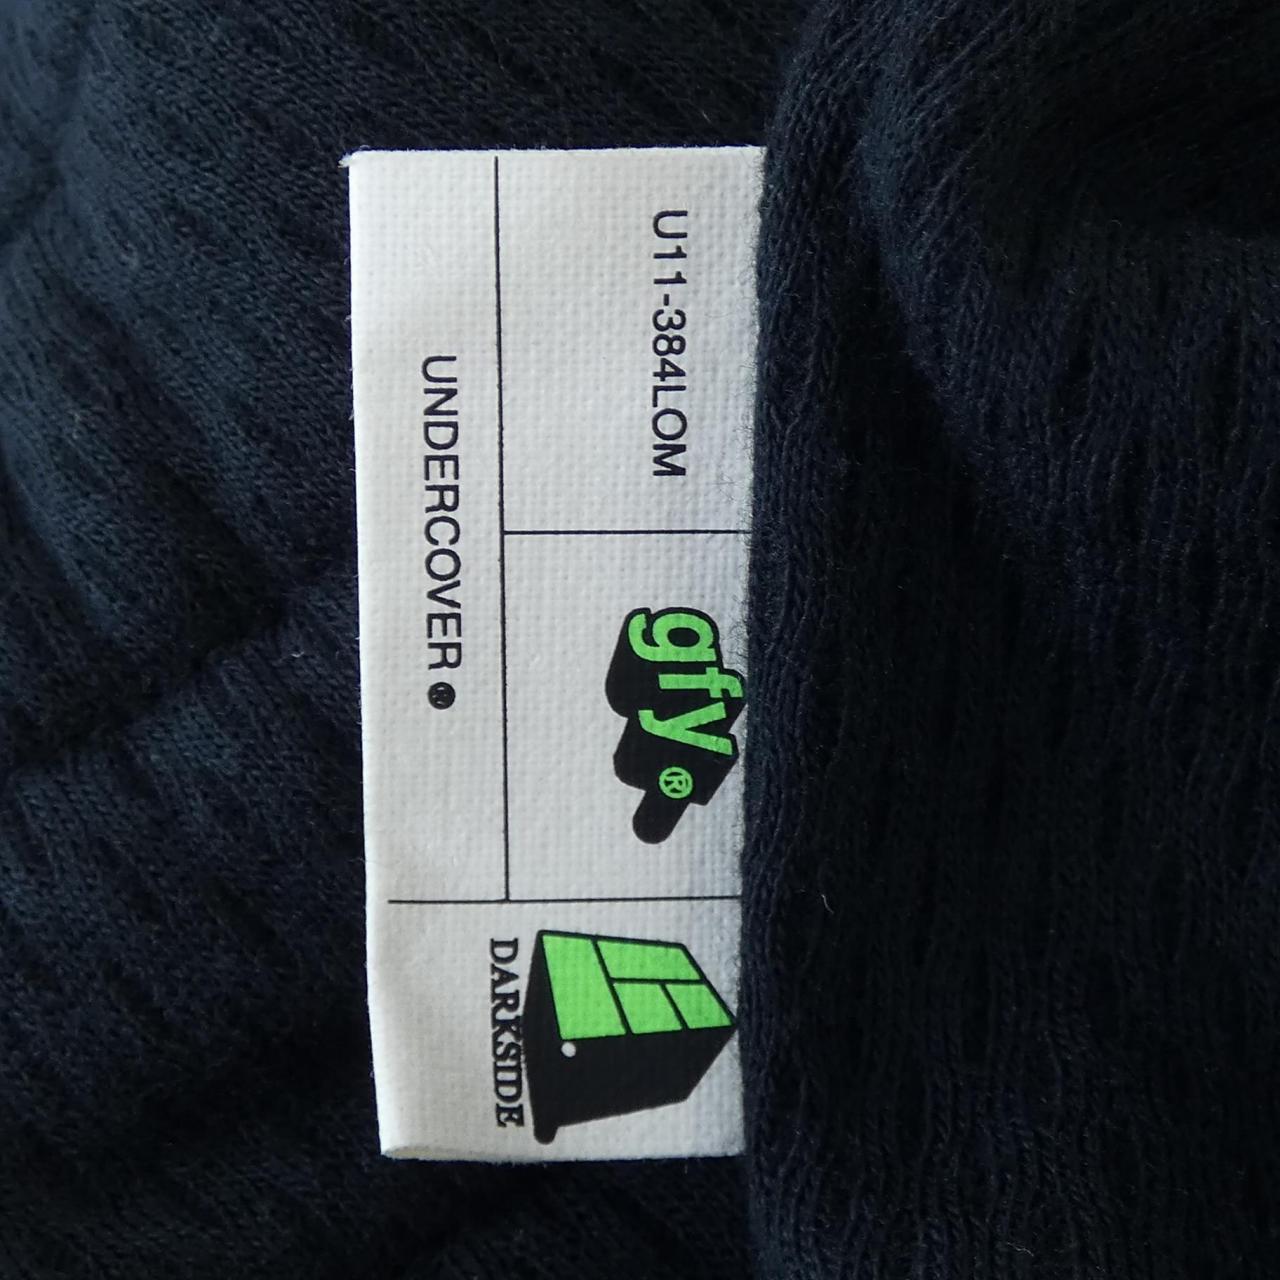 U11-384LOM
gfy®
UNDERCOVER®
DARKSIDE